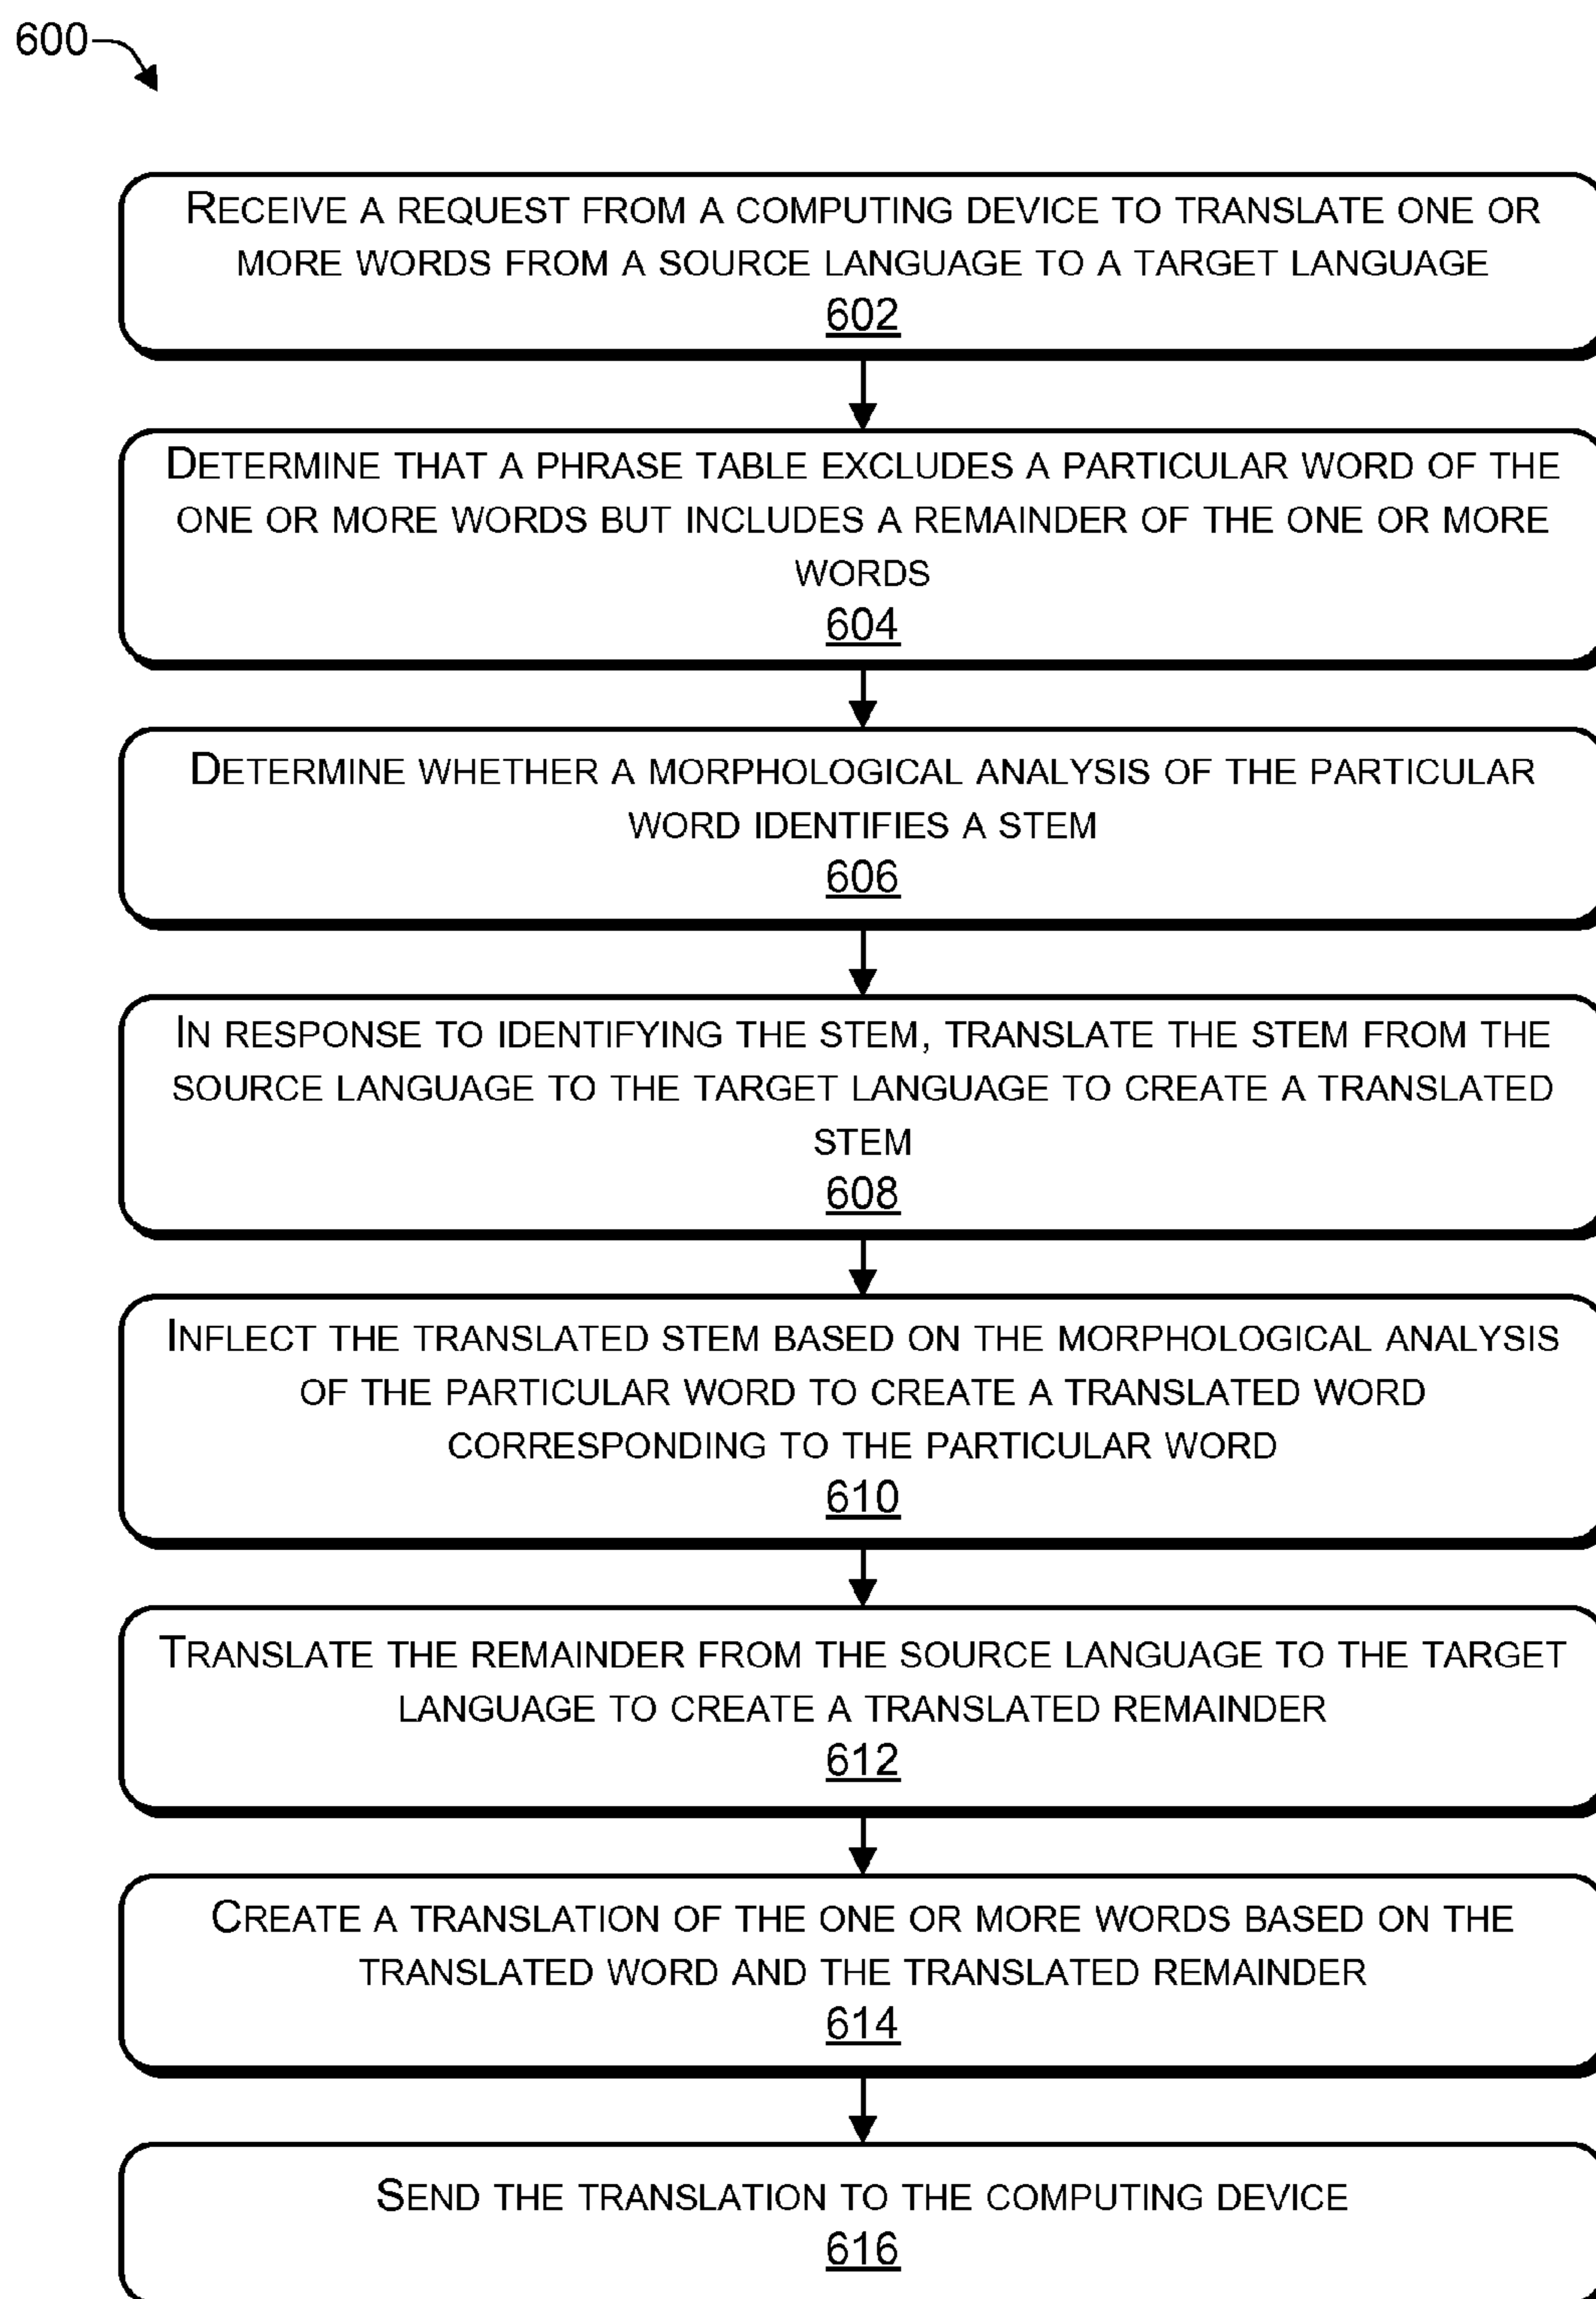 600
RECEIVE A REQUEST FROM A COMPUTING DEVICE TO TRANSLATE ONE OR
MORE WORDS FROM A SOURCE LANGUAGE TO A TARGET LANGUAGE
602
DETERMINE THAT A PHRASE TABLE EXCLUDES A PARTICULAR WORD OF THE
ONE OR MORE WORDS BUT INCLUDES A REMAINDER OF THE ONE OR MORE
WORDS
604
DETERMINE WHETHER A MORPHOLOGICAL ANALYSIS OF THE PARTICULAR
WORD IDENTIFIES A STEM
606
IN RESPONSE TO IDENTIFYING THE STEM, TRANSLATE THE STEM FROM THE
SOURCE LANGUAGE TO THE TARGET LANGUAGE TO CREATE A TRANSLATED
STEM
608
INFLECT THE TRANSLATED STEM BASED ON THE MORPHOLOGICAL ANALYSIS
OF THE PARTICULAR WORD TO CREATE A TRANSLATED WORD
CORRESPONDING TO THE PARTICULAR WORD
610
TRANSLATE THE REMAINDER FROM THE SOURCE LANGUAGE TO THE TARGET
LANGUAGE TO CREATE A TRANSLATED REMAINDER
612
CREATE A TRANSLATION OF THE ONE OR MORE WORDS BASED ON THE
TRANSLATED WORD AND THE TRANSLATED REMAINDER
614
SEND THE TRANSLATION TO THE COMPUTING DEVICE
616